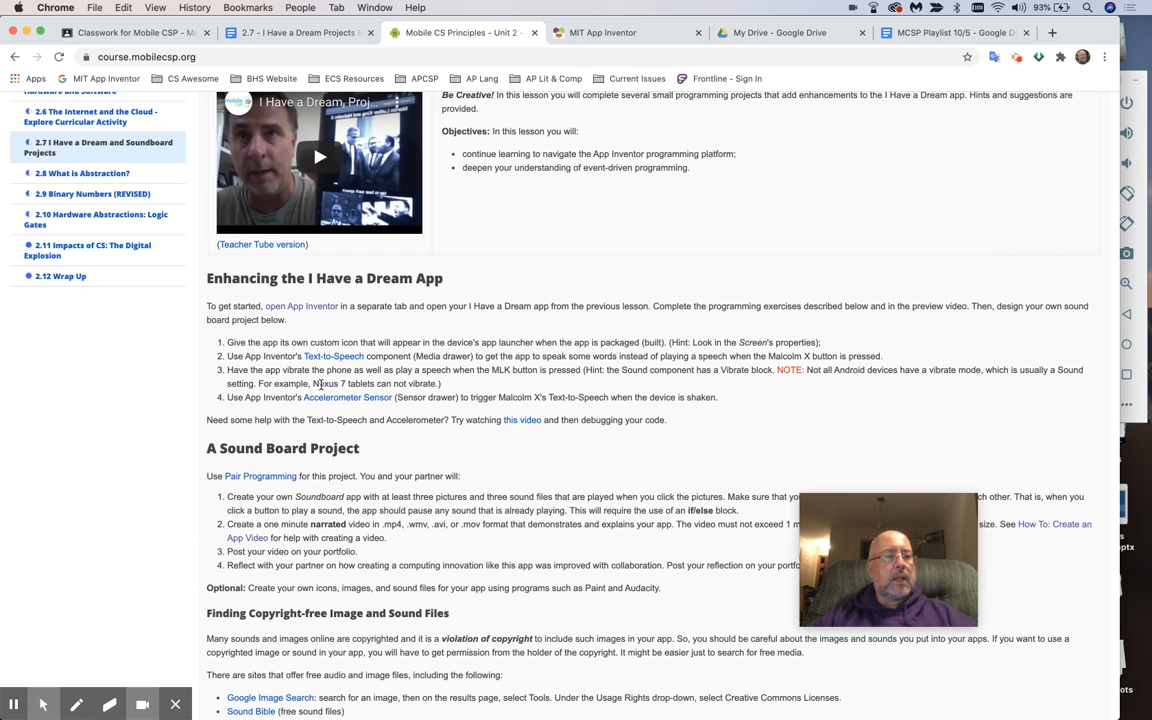 Chrome File Edit View History Bookmarks People Tab Window Help 93%
Classwork for Mobile CSP - M
2.7 - I Have a Dream Projects
Mobile CS Principles - Unit 2 -
MIT App Inventor
My Drive - Google Drive
MCSP Playlist 10/5 - Google D
course.mobilecsp.org
Apps MIT App Inventor CS Awesome BHS Website ECS Resources APCSP AP Lang AP Lit & Comp Current Issues Frontline - Sign In
Hardware and Software
2.6 The Internet and the Cloud -
Explore Curricular Activity
2.7 I Have a Dream and Soundboard
Projects
2.8 What is Abstraction?
2.9 Binary Numbers (REVISED)
2.10 Hardware Abstractions: Logic
Gates
2.11 Impacts of CS: The Digital
Explosion
2.12 Wrap Up
I Have a Dream, Proj...
(Teacher Tube version)
Be Creative! In this lesson you will complete several small programming projects that add enhancements to the I Have a Dream app. Hints and suggestions are
provided.
Objectives: In this lesson you will:
• continue learning to navigate the App Inventor programming platform;
• deepen your understanding of event-driven programming.
Enhancing the I Have a Dream App
To get started, open App Inventor in a separate tab and open your I Have a Dream app from the previous lesson. Complete the programming exercises described below and in the preview video. Then, design your own sound
board project below.
1. Give the app its own custom icon that will appear in the device's app launcher when the app is packaged (built). (Hint: Look in the Screen's properties);
2. Use App Inventor's Text-to-Speech component (Media drawer) to get the app to speak some words instead of playing a speech when the Malcolm X button is pressed.
3. Have the app vibrate the phone as well as play a speech when the MLK button is pressed (Hint: the Sound component has a Vibrate block. NOTE: Not all Android devices have a vibrate mode, which is usually a Sound
setting. For example, Nexus 7 tablets can not vibrate.)
4. Use App Inventor's Accelerometer Sensor (Sensor drawer) to trigger Malcolm X's Text-to-Speech when the device is shaken.
Need some help with the Text-to-Speech and Accelerometer? Try watching this video and then debugging your code.
A Sound Board Project
Use Pair Programming for this project. You and your partner will:
1. Create your own Soundboard app with at least three pictures and three sound files that are played when you click the pictures. Make sure that yo ch other. That is, when you
click a button to play a sound, the app should pause any sound that is already playing. This will require the use of an if/else block.
2. Create a one minute narrated video in .mp4, .wmv, .avi, or .mov format that demonstrates and explains your app. The video must not exceed 1 m size. See How To: Create an
App Video for help with creating a video.
3. Post your video on your portfolio.
4. Reflect with your partner on how creating a computing innovation like this app was improved with collaboration. Post your reflection on your portfo
Optional: Create your own icons, images, and sound files for your app using programs such as Paint and Audacity.
Finding Copyright-free Image and Sound Files
Many sounds and images online are copyrighted and it is a violation of copyright to include such images in your app. So, you should be careful about the images and sounds you put into your apps. If you want to use a
copyrighted image or sound in your app, you will have to get permission from the holder of the copyright. It might be easier just to search for free media.
There are sites that offer free audio and image files, including the following:
• Google Image Search: search for an image, then on the results page, select Tools. Under the Usage Rights drop-down, select Creative Commons Licenses.
• Sound Bible (free sound files)